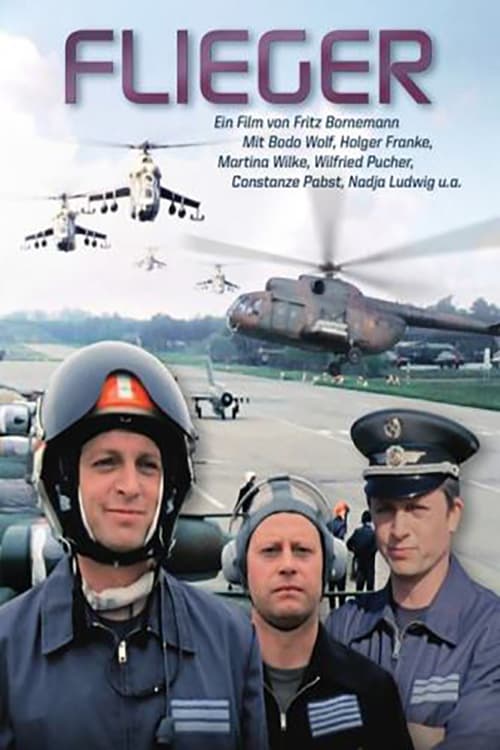 FLIEGER
Ein Film von Fritz Bornemann
Mit Bodo Wolf, Holger Franke,
Martina Wilke, Wilfried Pucher,
Constanze Pabst, Nadja Ludwig u.a.